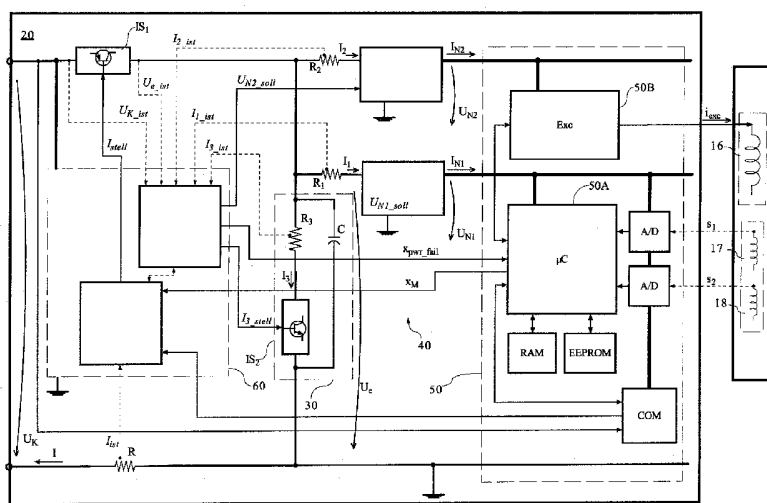 20
IS1
I2_ist
Ue_ist
UK_ist
I1_ist
I3_ist
Istell
UN2_soll
R2
I2
IN2
UN2
50B
Exc
iexc
16
R1
I1
UN1_soll
IN1
UN1
50A
µC
A/D
s1
17
A/D
s2
18
R3
C
I3
xpwr_fail
xM
I3_stell
IS2
40
RAM
EEPROM
50
COM
60
30
Ue
UK
Iist
I
R